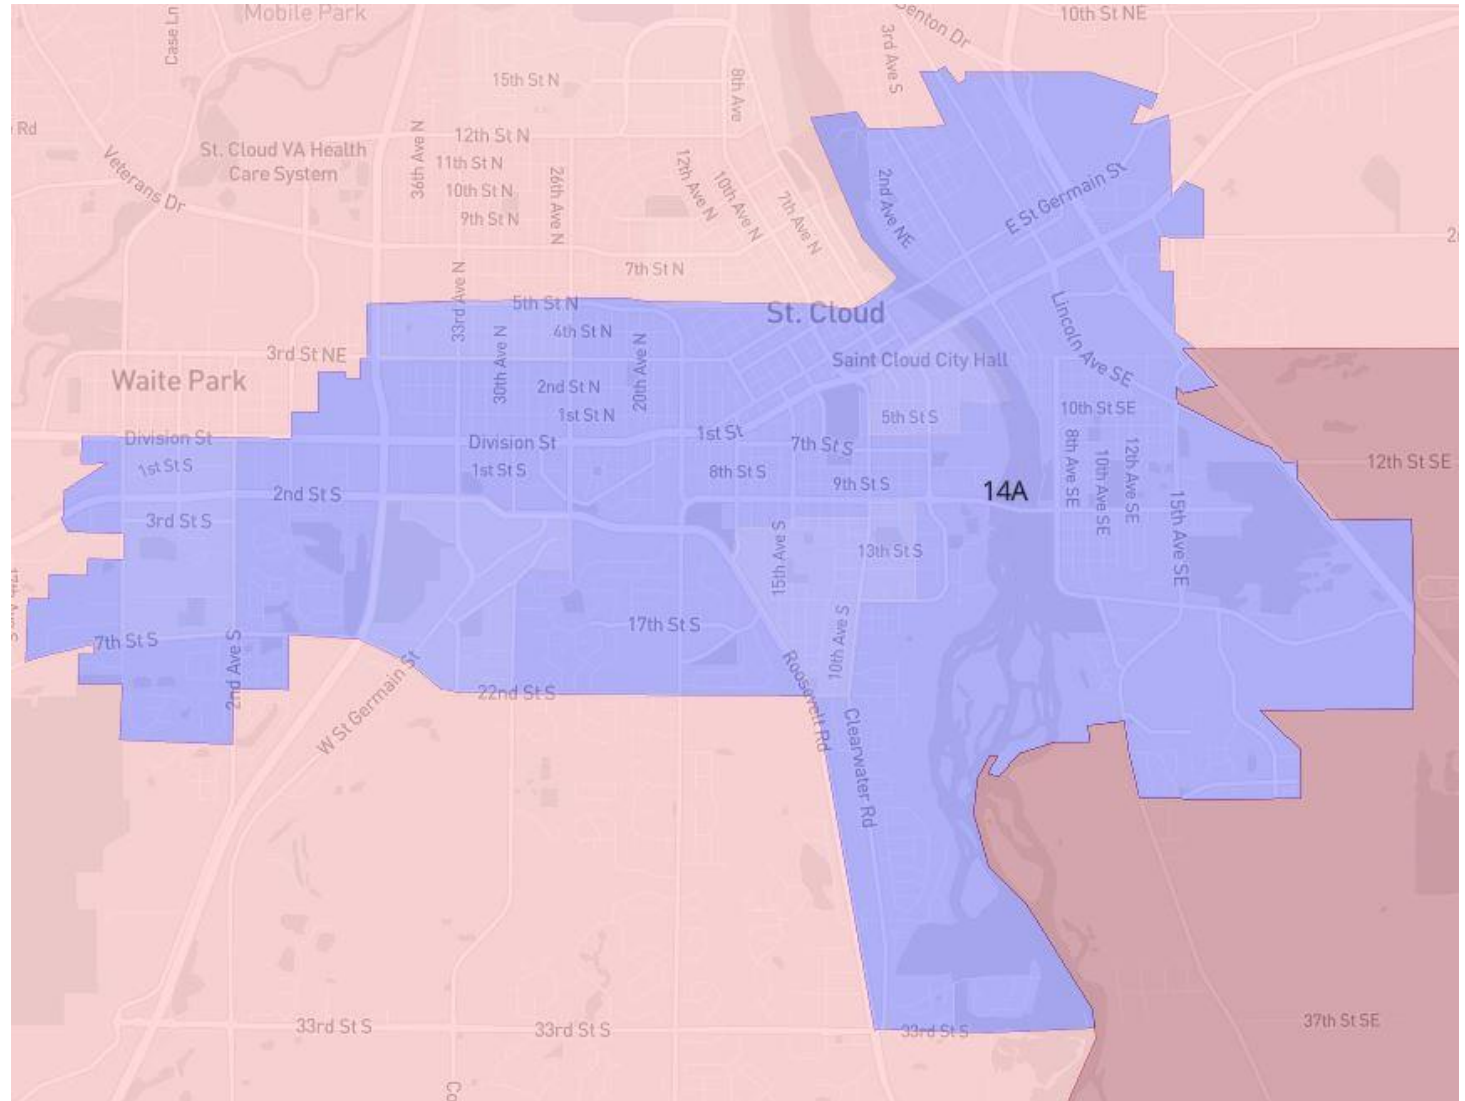 Mobile Park
Case Ln
Benton Dr
10th St NE
3rd Ave S
15th St N
8th Ave
Rd
12th St N
36th Ave N
St. Cloud VA Health
Care System
11th St N
10th St N
9th St N
26th Ave N
12th Ave N
10th Ave N
7th Ave N
2nd Ave NE
E St Germain St
Veterans Dr
7th St N
33rd Ave N
5th St N
4th St N
St. Cloud
Lincoln Ave SE
3rd St NE
30th Ave N
20th Ave N
Saint Cloud City Hall
Waite Park
2nd St N
1st St N
5th St S
10th St SE
Division St
Division St
1st St
7th St S
8th Ave SE
10th Ave SE
12th Ave SE
12th St SE
1st St S
1st St S
8th St S
9th St S
14A
2nd St S
3rd St S
15th Ave S
13th St S
15th Ave SE
7th St S
17th St S
10th Ave S
2nd Ave S
22nd St S
W St Germain St
Roosevelt Rd
Clearwater Rd
33rd St S
33rd St S
33rd St S
37th St SE
Co